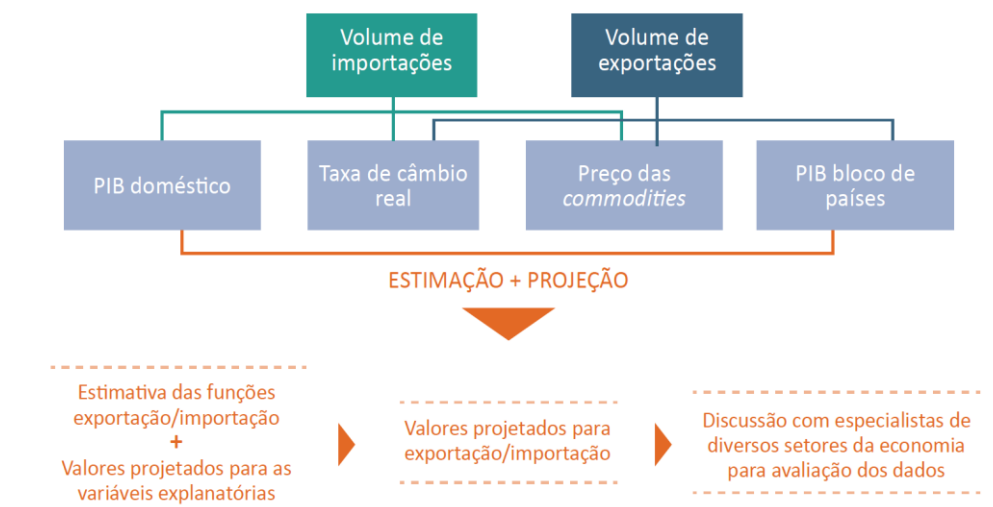 Volume de
importações
Volume de
exportações
PIB doméstico
Taxa de câmbio
real
Preço das
commodities
PIB bloco de
países
ESTIMAÇÃO + PROJEÇÃO
Estimativa das funções
exportação/importação
+
Valores projetados para as
variáveis explanatórias
Valores projetados para
exportação/importação
Discussão com especialistas de
diversos setores da economia
para avaliação dos dados